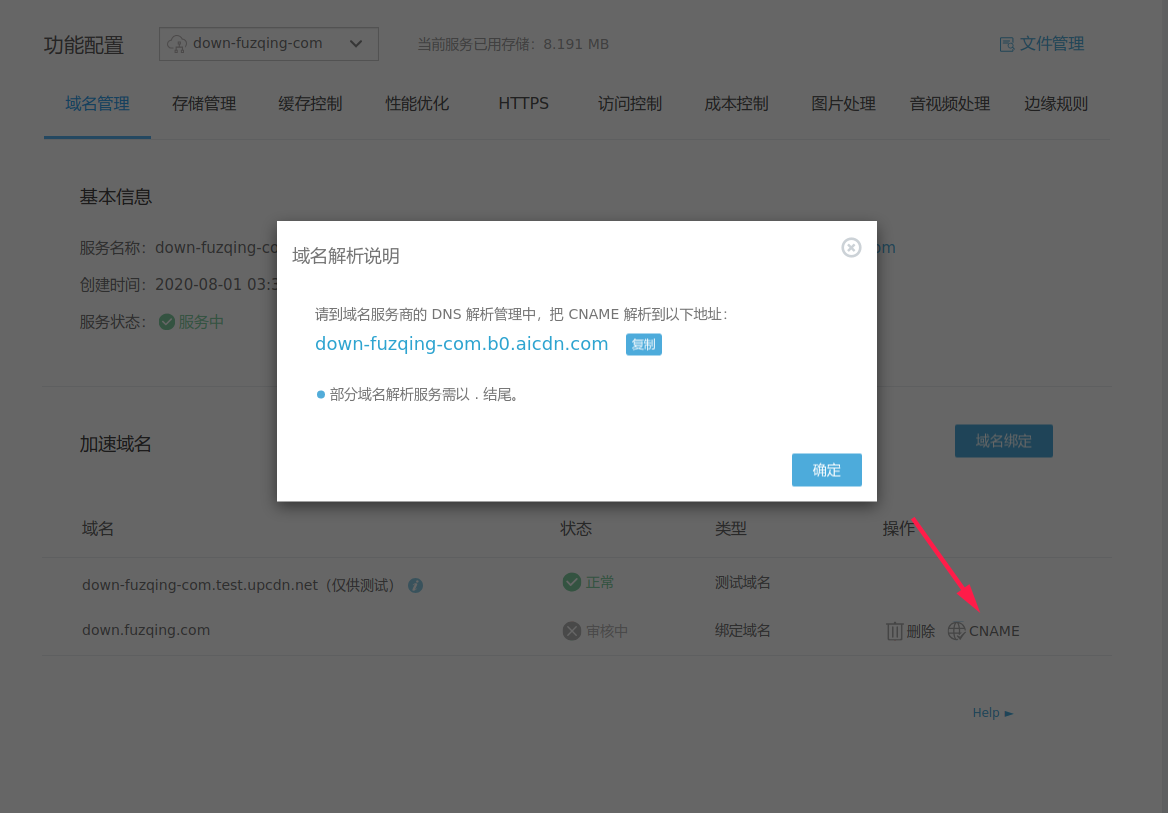 功能配置
down-fuzqing-com
当前服务已用存储: 8.191 MB
文件管理
域名管理
存储管理
缓存控制
性能优化
HTTPS
访问控制
成本控制
图片处理
音视频处理
边缘规则
基本信息
服务名称: down-fuzqing-co
om
创建时间: 2020-08-01 03:3
服务状态: 服务中
域名解析说明
请到域名服务商的 DNS 解析管理中, 把 CNAME 解析到以下地址:
down-fuzqing-com.b0.aicdn.com 复制
部分域名解析服务需以 . 结尾。
确定
加速域名
域名绑定
域名 状态 类型 操作
down-fuzqing-com.test.upcdn.net（仅供测试） 正常 测试域名
down.fuzqing.com 审核中 绑定域名 删除 CNAME
Help ►